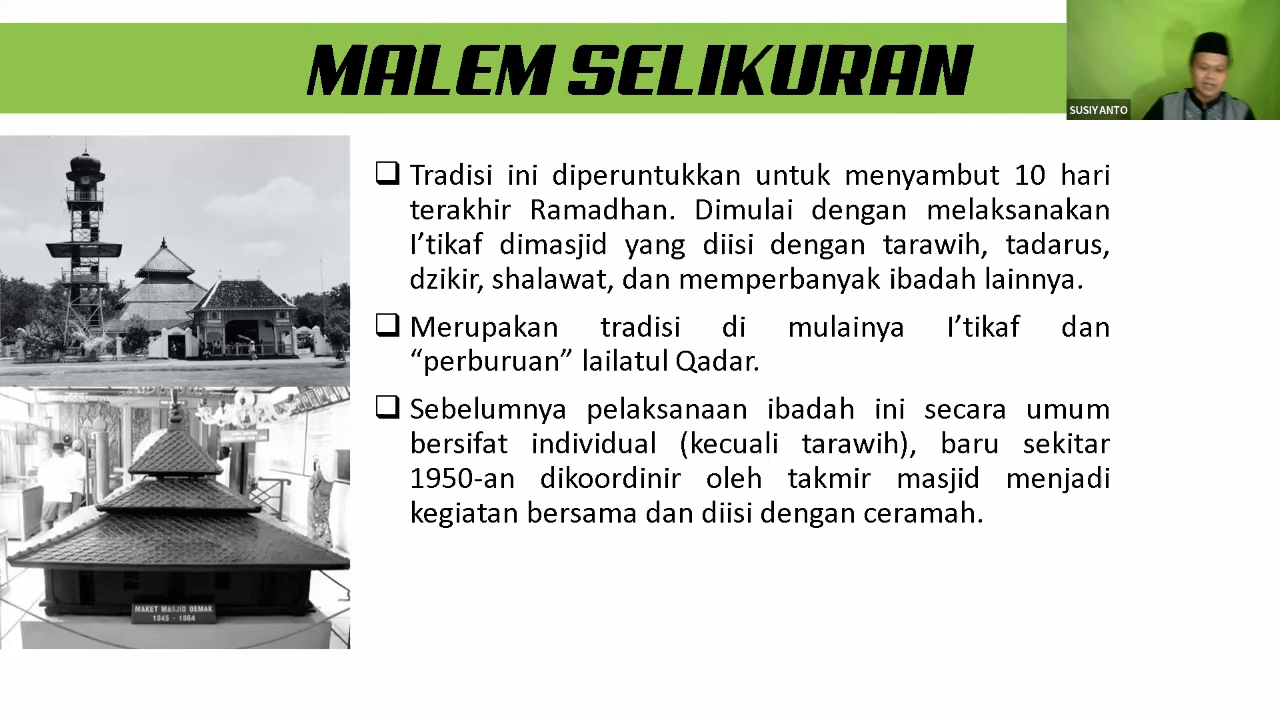 MALEM SELIKURAN
SUSIYANTO
Tradisi ini diperuntukkan untuk menyambut 10 hari
terakhir Ramadhan. Dimulai dengan melaksanakan
I’tikaf dimasjid yang diisi dengan tarawih, tadarus,
dzikir, shalawat, dan memperbanyak ibadah lainnya.
Merupakan tradisi di mulainya I’tikaf dan
“perburuan” lailatul Qadar.
Sebelumnya pelaksanaan ibadah ini secara umum
bersifat individual (kecuali tarawih), baru sekitar
1950-an dikoordinir oleh takmir masjid menjadi
kegiatan bersama dan diisi dengan ceramah.
MAKET MASJID DEMAK
1845 - 1864